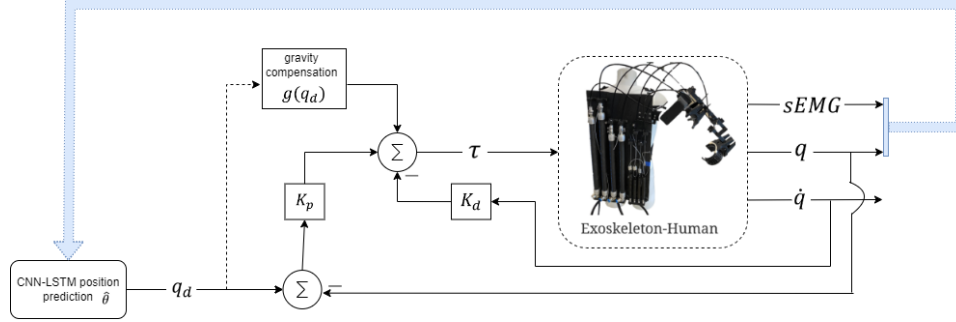 gravity
compensation
g(q_d)
sEMG
Σ
τ
q
K_p
K_d
q̇
Exoskeleton-Human
CNN-LSTM position
prediction θ̂
q_d
Σ